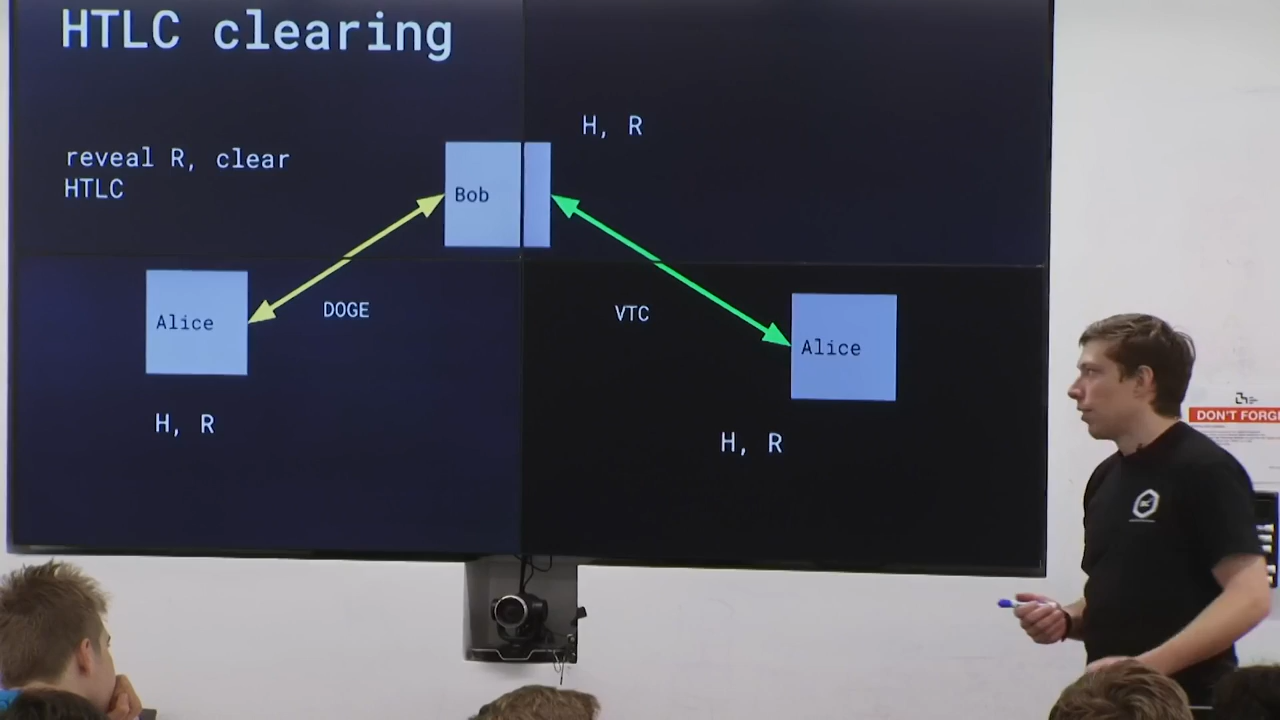 HTLC clearing
H, R
reveal R, clear
HTLC
Bob
DOGE
VTC
Alice
Alice
H, R
H, R
DON'T FORG